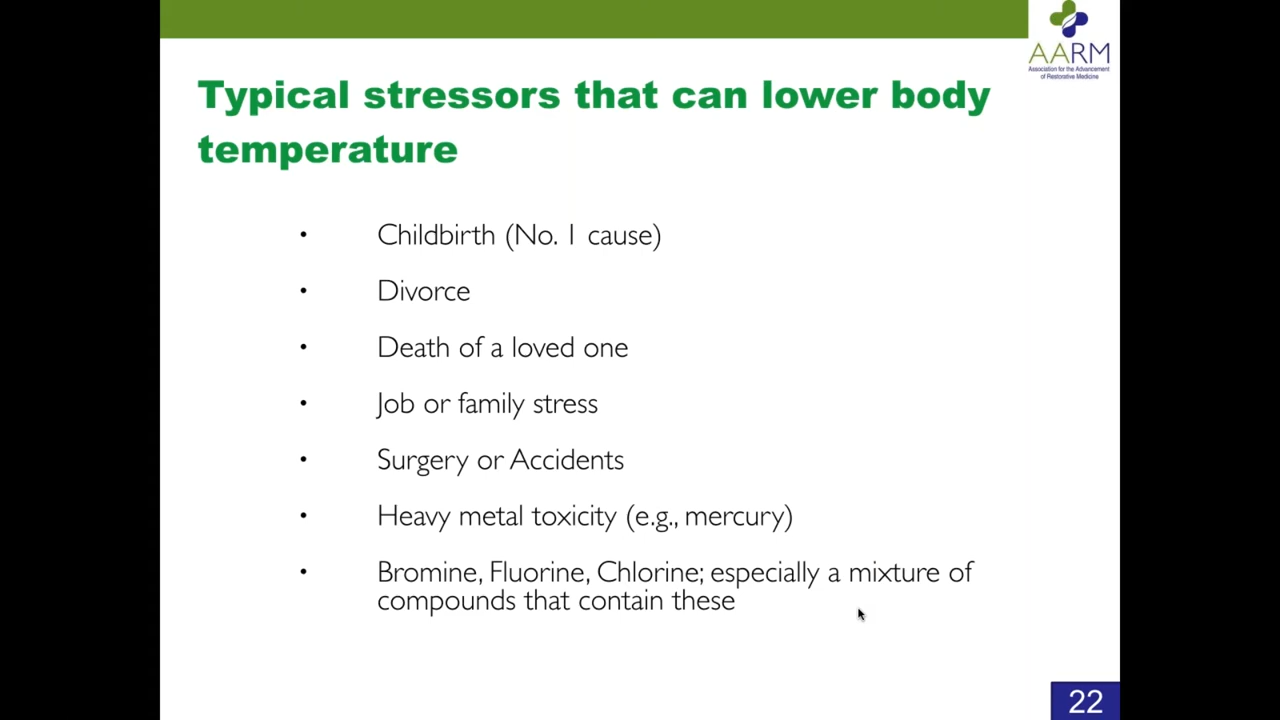 AARM
Association for the Advancement
of Restorative Medicine
Typical stressors that can lower body
temperature
• Childbirth (No. 1 cause)
• Divorce
• Death of a loved one
• Job or family stress
• Surgery or Accidents
• Heavy metal toxicity (e.g., mercury)
• Bromine, Fluorine, Chlorine; especially a mixture of
compounds that contain these
22